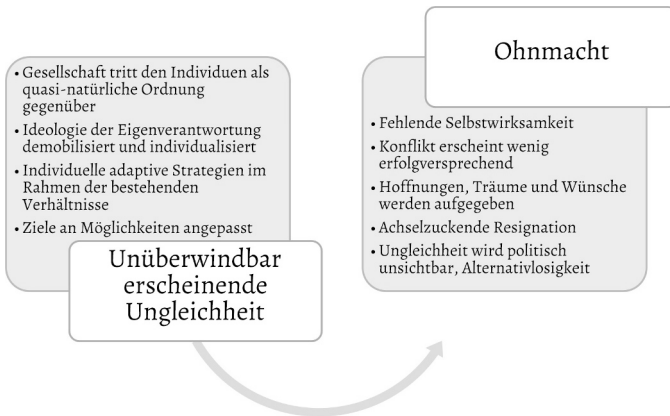 • Gesellschaft tritt den Individuen als
quasi-natürliche Ordnung
gegenüber
• Ideologie der Eigenverantwortung
demobilisiert und individualisiert
• Individuelle adaptive Strategien im
Rahmen der bestehenden
Verhältnisse
• Ziele an Möglichkeiten angepasst
Unüberwindbar
erscheinende
Ungleichheit
Ohnmacht
• Fehlende Selbstwirksamkeit
• Konflikt erscheint wenig
erfolgversprechend
• Hoffnungen, Träume und Wünsche
werden aufgegeben
• Achselzuckende Resignation
• Ungleichheit wird politisch
unsichtbar, Alternativlosigkeit